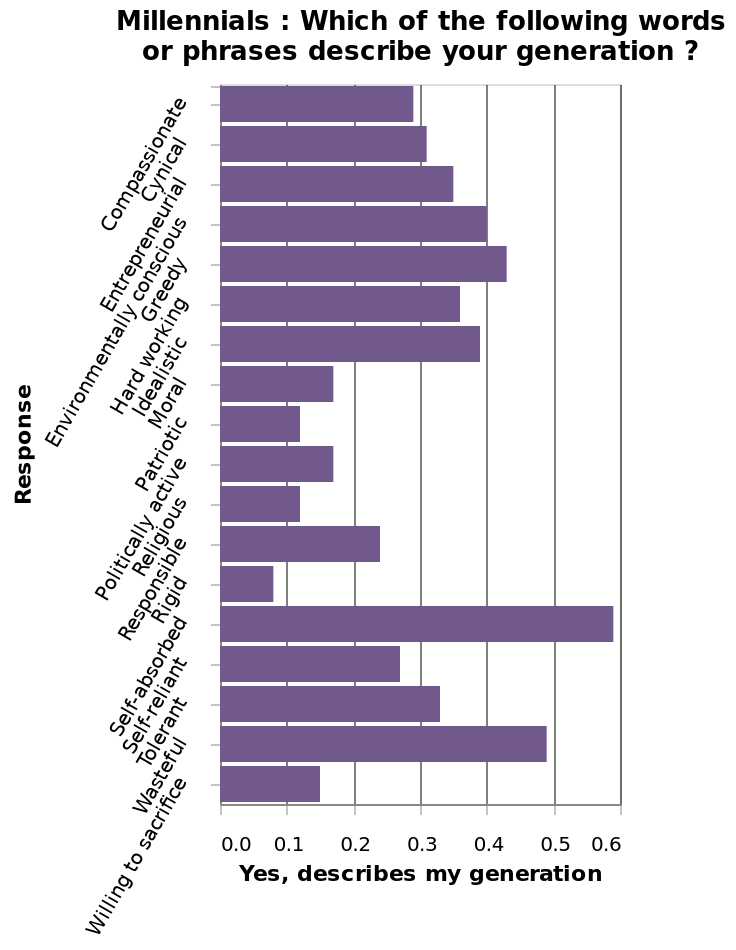 Millennials : Which of the following words
or phrases describe your generation ?
Response
Compassionate
Cynical
Entrepreneurial
Environmentally conscious
Greedy
Hard working
Idealistic
Moral
Patriotic
Politically active
Religious
Responsible
Rigid
Self-absorbed
Self-reliant
Tolerant
Wasteful
Willing to sacrifice
0.0 0.1 0.2 0.3 0.4 0.5 0.6
Yes, describes my generation